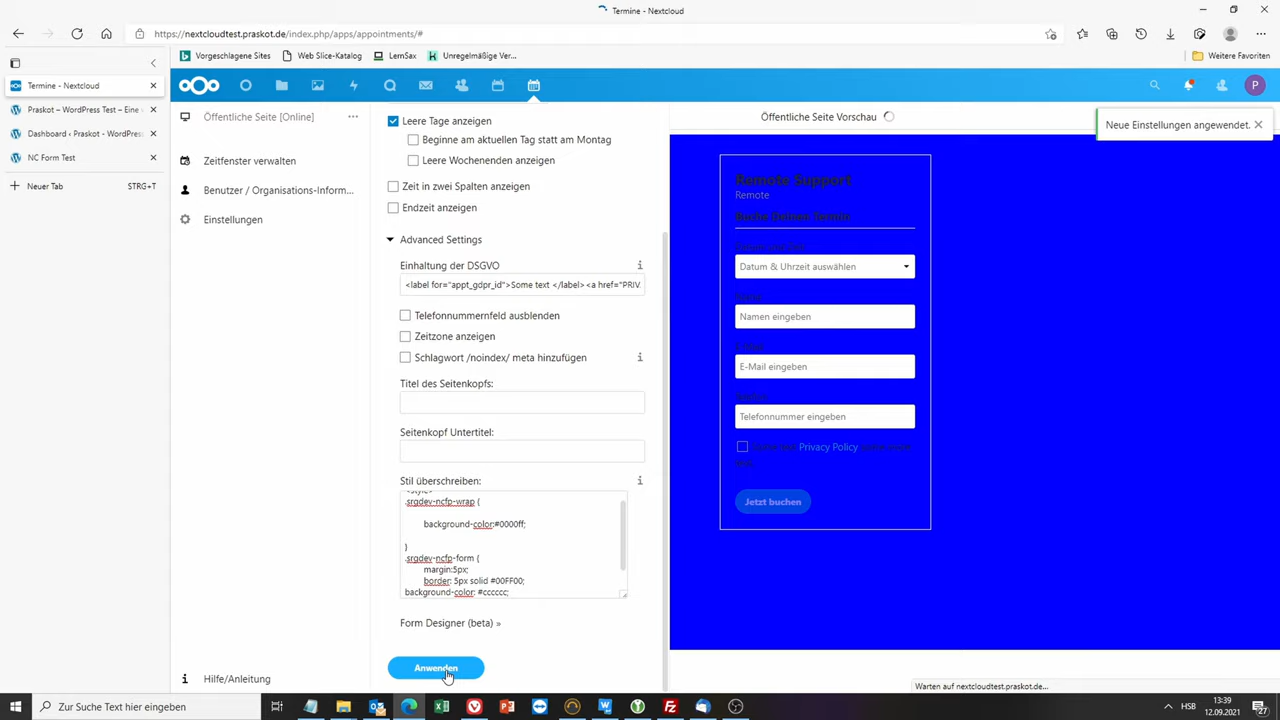 Termine - Nextcloud
https://nextcloudtest.praskot.de/index.php/apps/appointments/#
Vorgeschlagene Sites
Web Slice-Katalog
LernSax
Unregelmäßige Ver...
Weitere Favoriten
Termine - Nextcloud
Praskot – WordPress Test – Eine
Dashboard ‹ Praskot - WordPres
NC Form Test
Neuer Tab
STRG+T
P
Öffentliche Seite [Online]
Zeitfenster verwalten
Benutzer / Organisations-Inform...
Einstellungen
Hilfe/Anleitung
Leere Tage anzeigen
Beginne am aktuellen Tag statt am Montag
Leere Wochenenden anzeigen
Zeit in zwei Spalten anzeigen
Endzeit anzeigen
Advanced Settings
Einhaltung der DSGVO
<label for="appt_gdpr_id">Some text </label><a href="PRIV.
Telefonnummernfeld ausblenden
Zeitzone anzeigen
Schlagwort /noindex/ meta hinzufügen
Titel des Seitenkopfs:
Seitenkopf Untertitel:
Stil überschreiben:
<style>
.srgdev-ncfp-wrap {
background-color:#0000ff;
}
.srgdev-ncfp-form {
margin:5px;
border: 5px solid #00FF00;
background-color: #cccccc;
Form Designer (beta) »
Anwenden
Öffentliche Seite Vorschau
Neue Einstellungen angewendet.
Remote Support
Remote
Buche Deinen Termin
Datum & Uhrzeit auswählen
Namen eingeben
E-Mail eingeben
Telefonnummer eingeben
Privacy Policy
Jetzt buchen
Warten auf nextcloudtest.praskot.de...
Zur Suche Text hier eingeben
HSB
13:39
12.09.2021
27